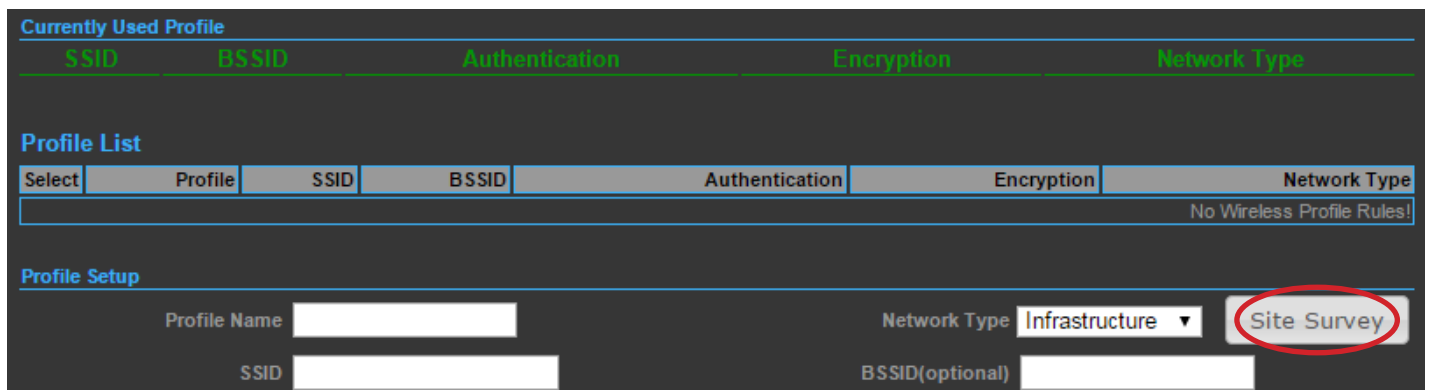 Currently Used Profile
SSID BSSID Authentication Encryption Network Type
Profile List
Select Profile SSID BSSID Authentication Encryption Network Type
No Wireless Profile Rules!
Profile Setup
Profile Name Network Type Infrastructure Site Survey
SSID BSSID(optional)